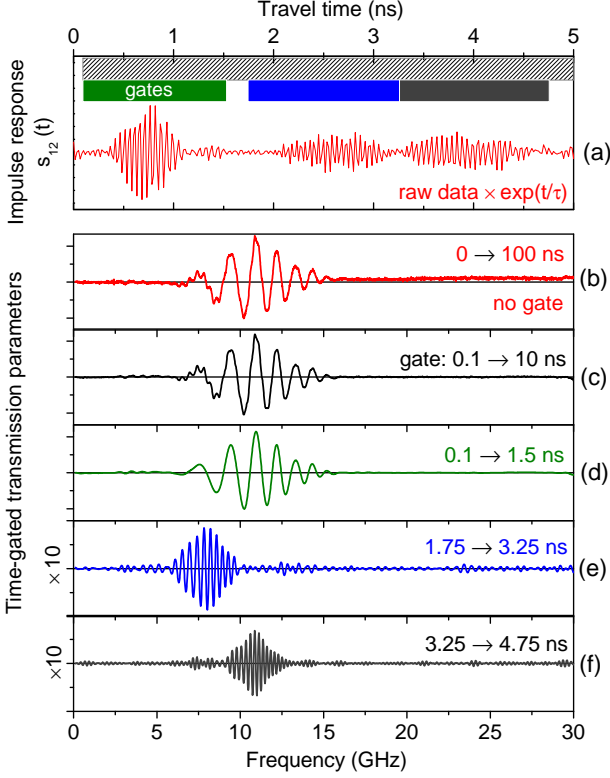 Travel time (ns)
0 1 2 3 4 5
gates
Impulse response
s12 (t)
raw data × exp(t/τ)
(a)
Time-gated transmission parameters
0 → 100 ns
no gate
(b)
gate: 0.1 → 10 ns
(c)
0.1 → 1.5 ns
(d)
1.75 → 3.25 ns
× 10
(e)
3.25 → 4.75 ns
×10
(f)
0 5 10 15 20 25 30
Frequency (GHz)